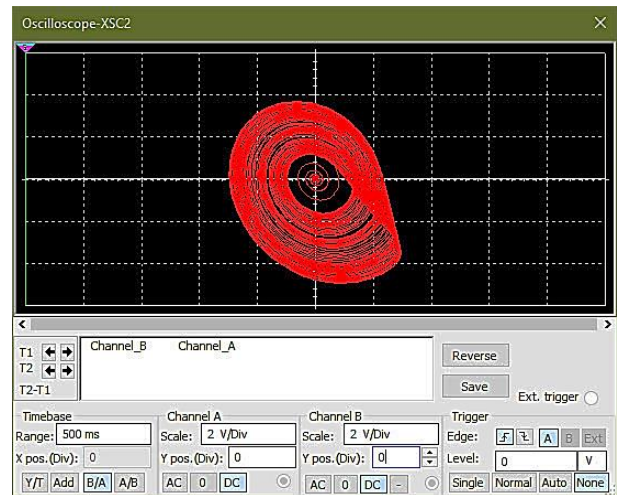 Oscilloscope-XSC2
T1
T2
T2-T1
Channel_B Channel_A
Reverse
Save
Ext. trigger
Timebase
Range: 500 ms
X pos.(Div): 0
Y/T Add B/A A/B
Channel A
Scale: 2 V/Div
Y pos.(Div): 0
AC 0 DC
Channel B
Scale: 2 V/Div
Y pos.(Div): 0
AC 0 DC -
Trigger
Edge: A B Ext
Level: 0 V
Single Normal Auto None